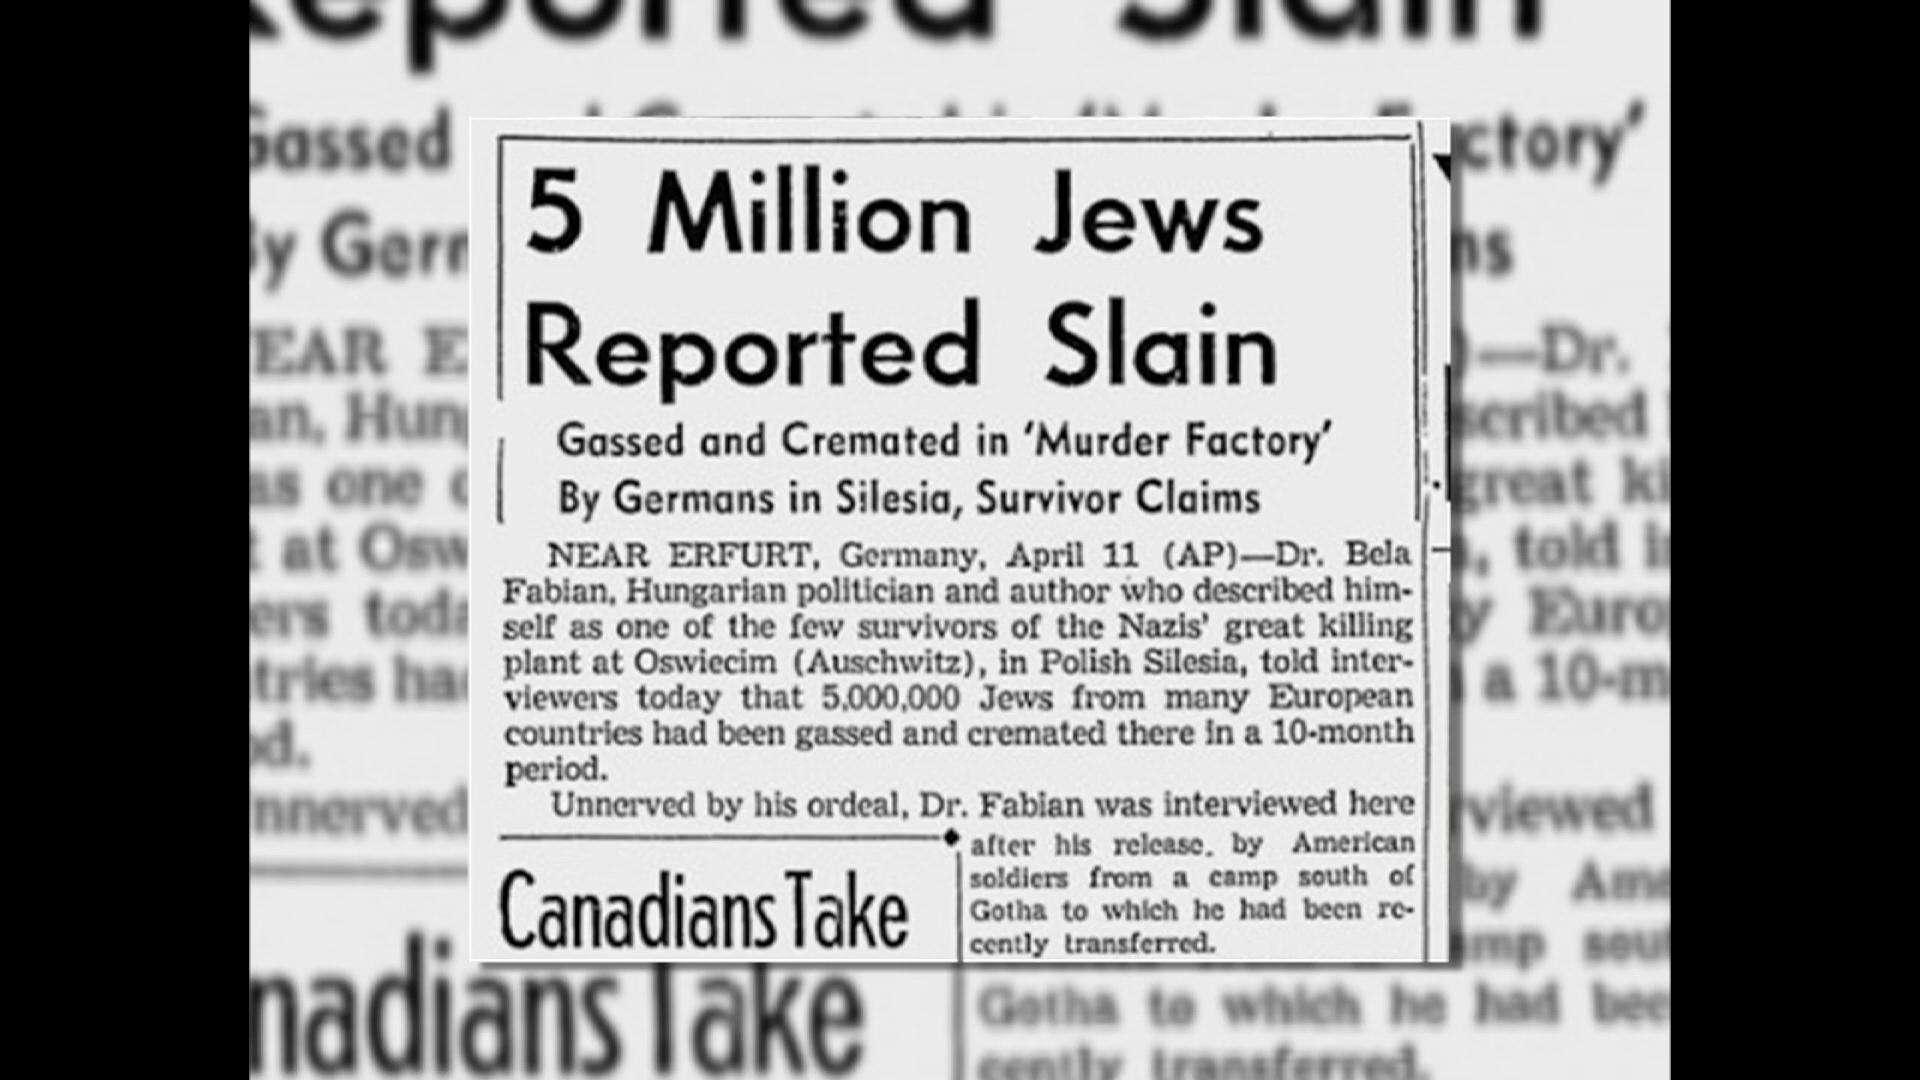 5 Million Jews
Reported Slain
Gassed and Cremated in 'Murder Factory'
By Germans in Silesia, Survivor Claims
NEAR ERFURT, Germany, April 11 (AP)—Dr. Bela
Fabian, Hungarian politician and author who described him-
self as one of the few survivors of the Nazis' great killing
plant at Oswiecim (Auschwitz), in Polish Silesia, told inter-
viewers today that 5,000,000 Jews from many European
countries had been gassed and cremated there in a 10-month
period.
Unnerved by his ordeal, Dr. Fabian was interviewed here
after his release, by American
soldiers from a camp south of
Gotha to which he had been re-
cently transferred.
Canadians Take